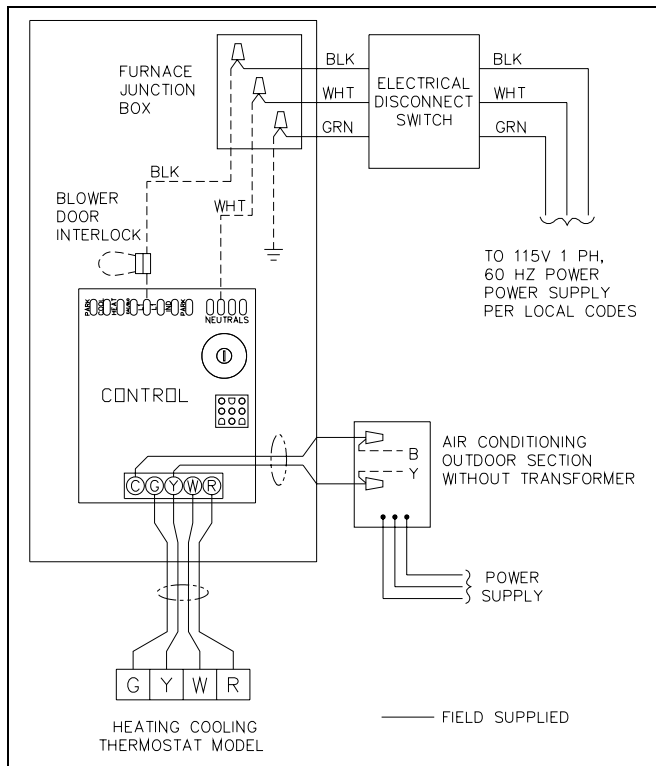 FURNACE
JUNCTION
BOX
BLK
WHT
GRN
ELECTRICAL
DISCONNECT
SWITCH
BLK
WHT
GRN
BLK
WHT
BLOWER
DOOR
INTERLOCK
TO 115V 1 PH,
60 HZ POWER
POWER SUPPLY
PER LOCAL CODES
NEUTRALS
CONTROL
C G Y W R
B
Y
AIR CONDITIONING
OUTDOOR SECTION
WITHOUT TRANSFORMER
POWER
SUPPLY
G Y W R
HEATING COOLING
THERMOSTAT MODEL
FIELD SUPPLIED